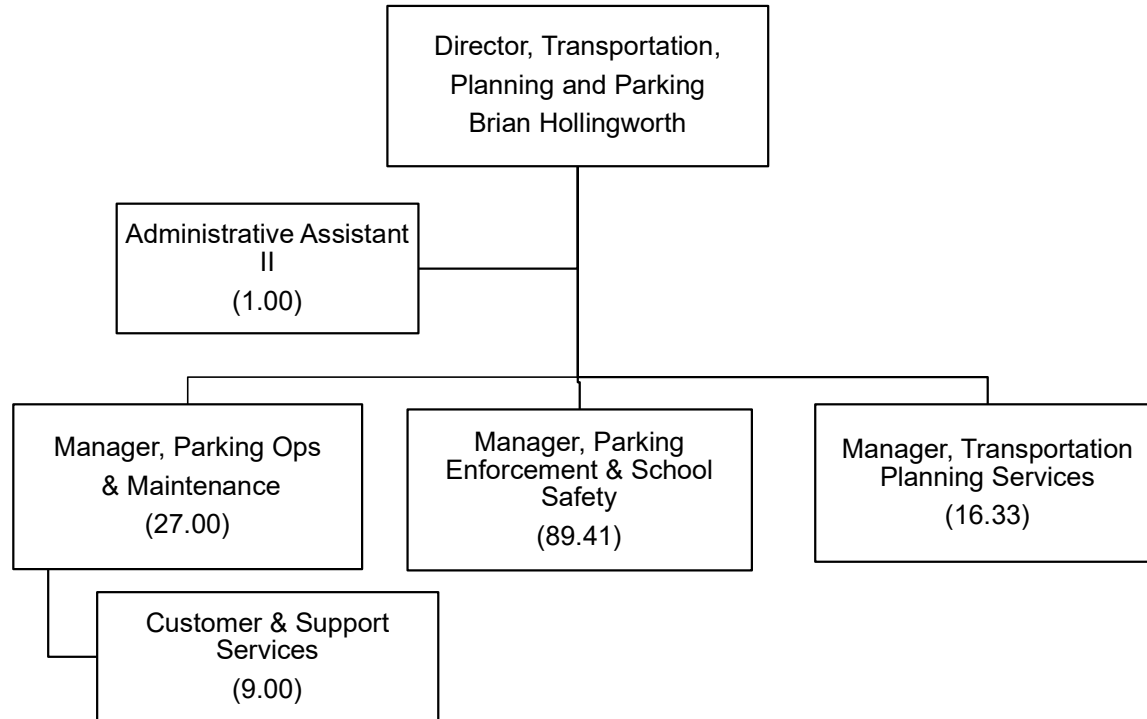 Director, Transportation,
Planning and Parking
Brian Hollingworth
Administrative Assistant
II
(1.00)
Manager, Parking Ops
& Maintenance
(27.00)
Manager, Parking
Enforcement & School
Safety
(89.41)
Manager, Transportation
Planning Services
(16.33)
Customer & Support
Services
(9.00)